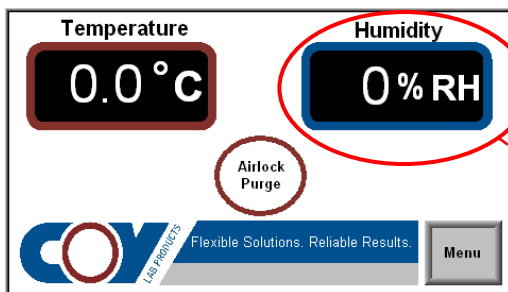 Temperature
Humidity
0.0 °C
0 % RH
Airlock
Purge
COY
LAB PRODUCTS
Flexible Solutions. Reliable Results.
Menu